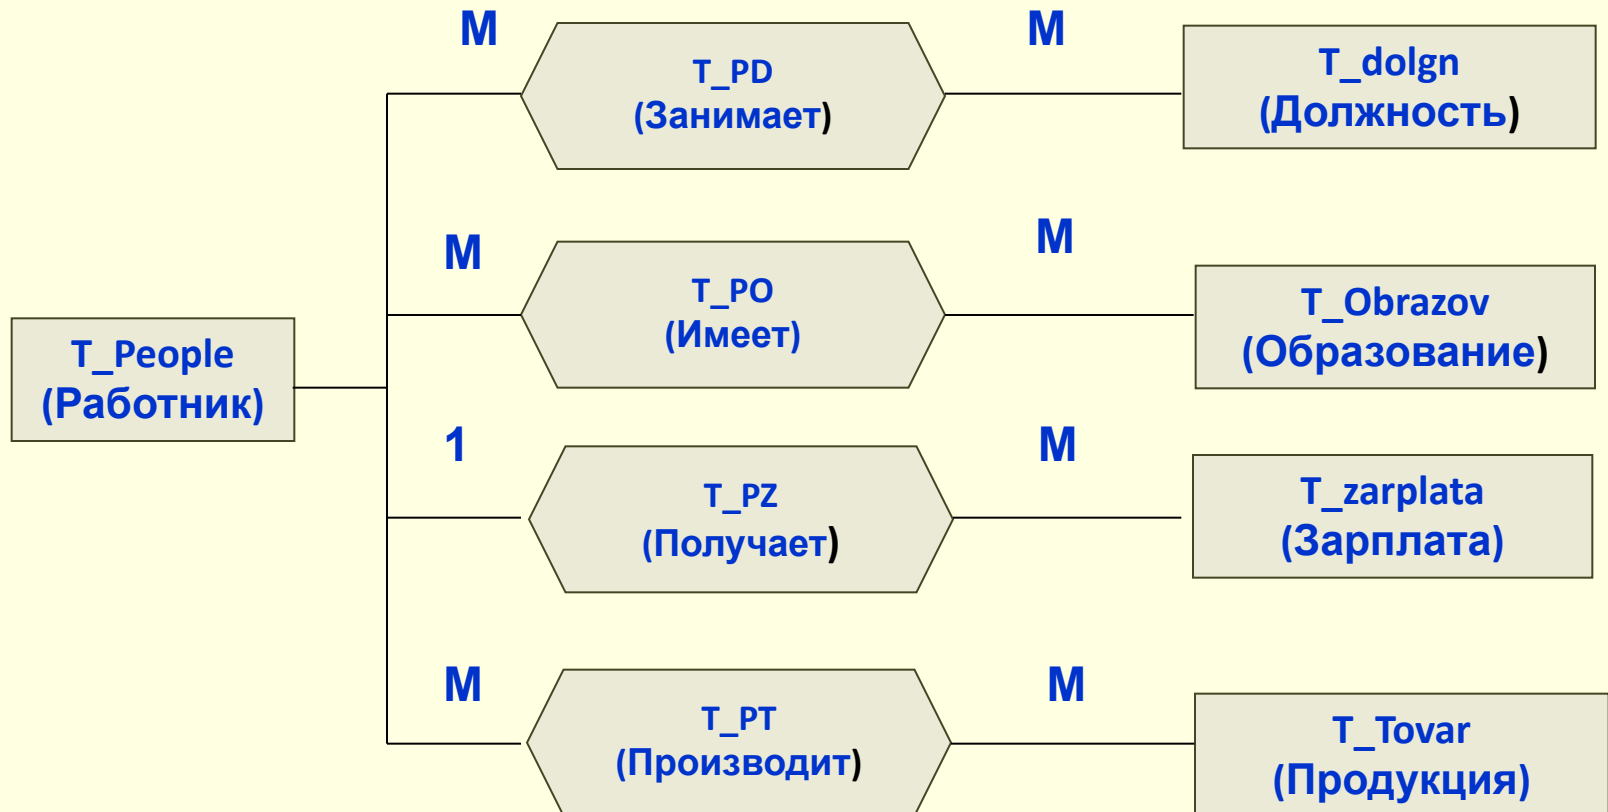 M
M
T_PD
(Занимает)
T_dolgn
(Должность)
M
M
T_PO
(Имеет)
T_Obrazov
(Образование)
T_People
(Работник)
1
M
T_PZ
(Получает)
T_zarplata
(Зарплата)
M
M
T_PT
(Производит)
T_Tovar
(Продукция)